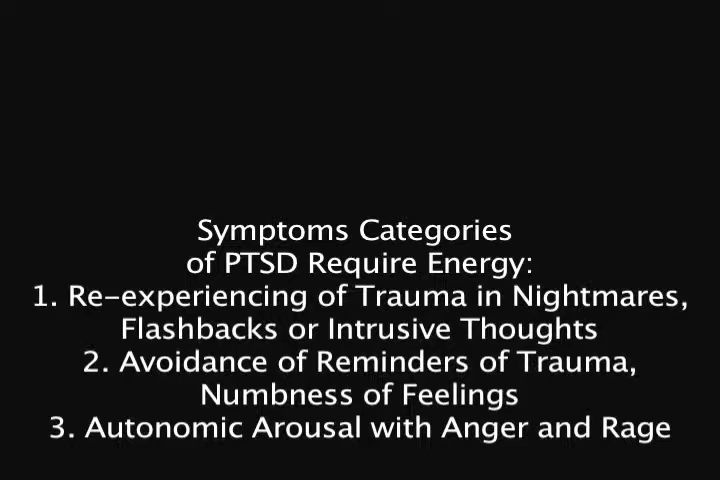 Symptoms Categories
of PTSD Require Energy:
1. Re-experiencing of Trauma in Nightmares,
Flashbacks or Intrusive Thoughts
2. Avoidance of Reminders of Trauma,
Numbness of Feelings
3. Autonomic Arousal with Anger and Rage